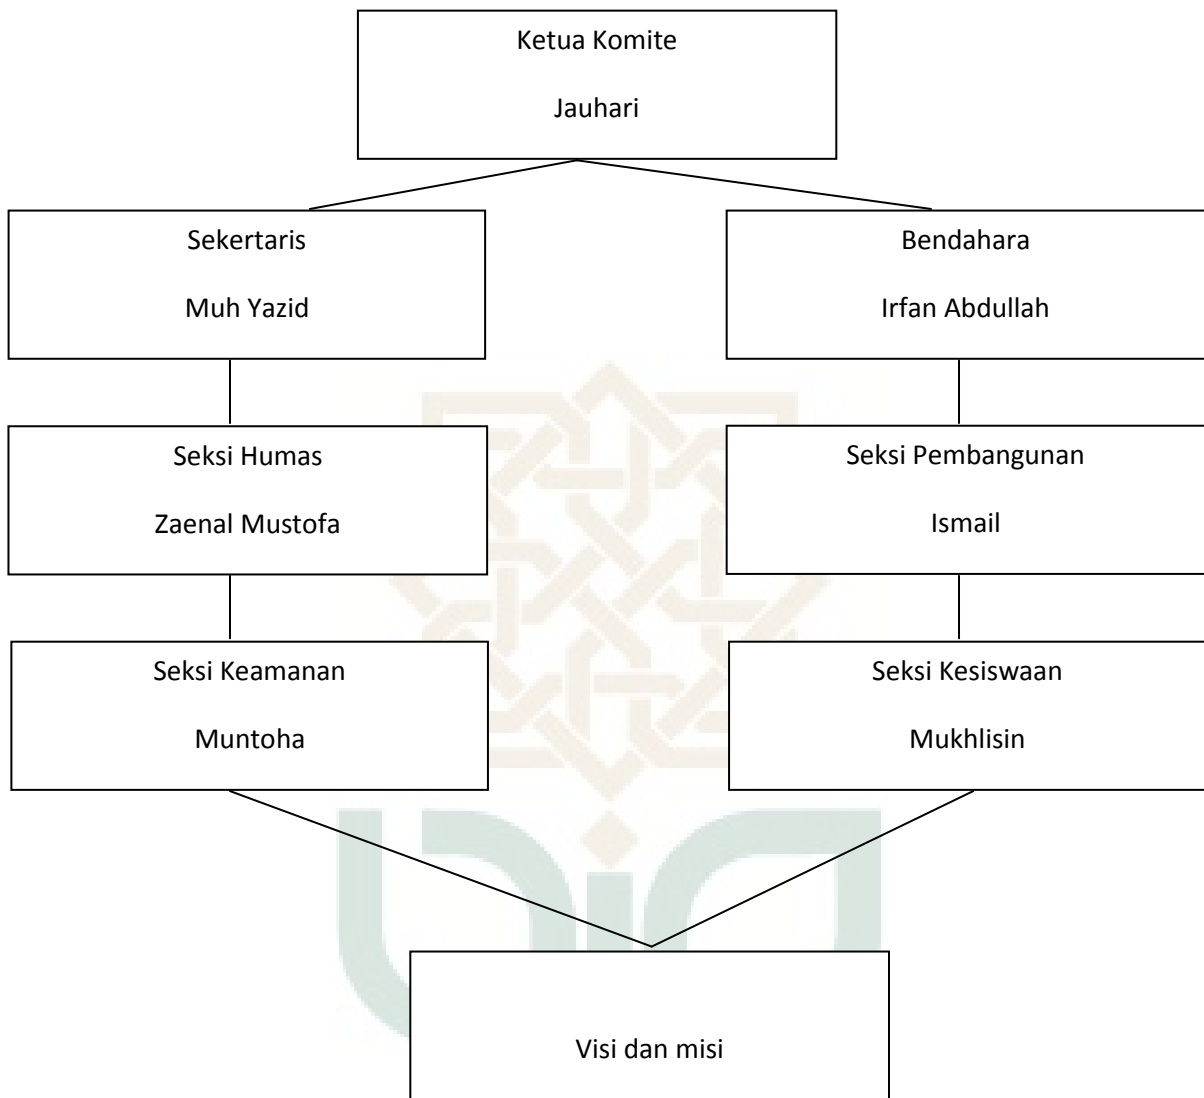 Ketua Komite
Jauhari
Sekertaris
Muh Yazid
Bendahara
Irfan Abdullah
Seksi Humas
Zaenal Mustofa
Seksi Pembangunan
Ismail
Seksi Keamanan
Muntoha
Seksi Kesiswaan
Mukhlisin
Visi dan misi